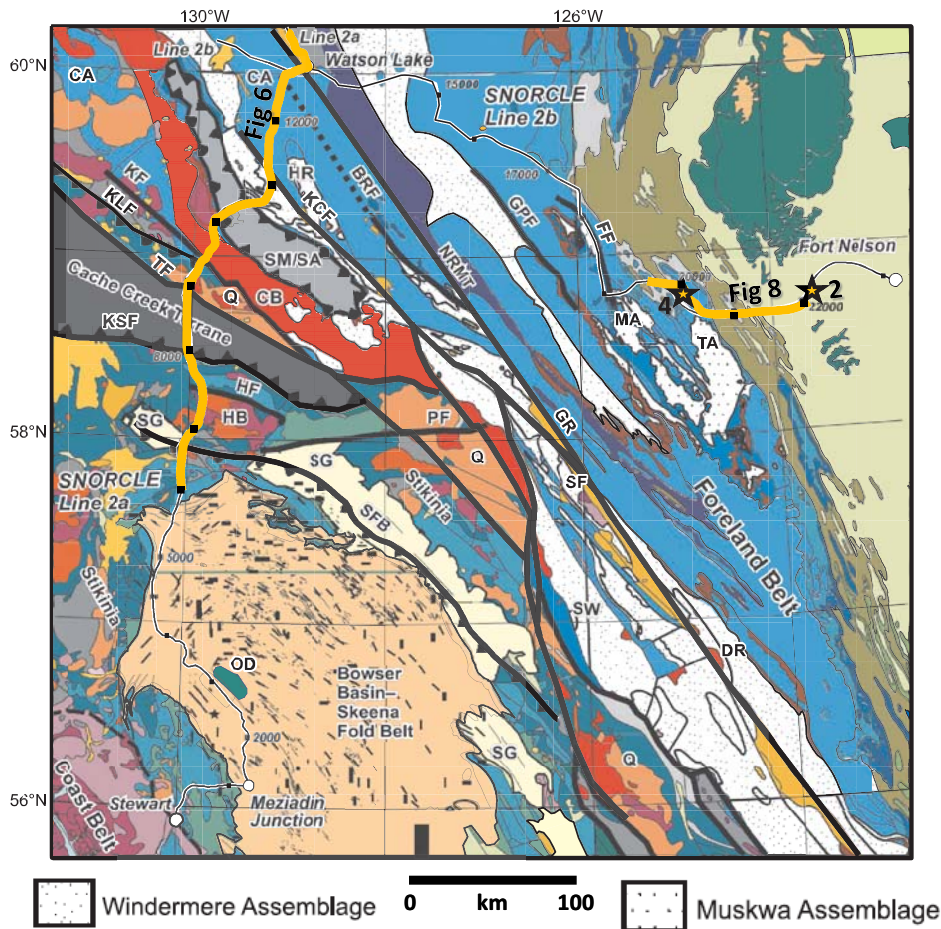 130°W
126°W
60°N
58°N
56°N
Line 2b
Line 2a
Watson Lake
CA
CA
Fig 6
12000
15000
SNORCLE
Line 2b
17000
KF
KLF
HR
KCF
BRF
GPF
FF
NRMT
Fort Nelson
TF
SM/SA
Q
CB
Cache Creek Terrane
KSF
8000
4
Fig 8
2
22000
MA
TA
HF
SG
HB
PF
Q
GR
SF
SG
SFB
Stikinia
SNORCLE
Line 2a
5000
Stikinia
Foreland Belt
SW
DR
OD
Bowser
Basin–
Skeena
Fold Belt
2000
SG
Q
Coast Belt
Stewart
Meziadin
Junction
Windermere Assemblage
0 km 100
Muskwa Assemblage